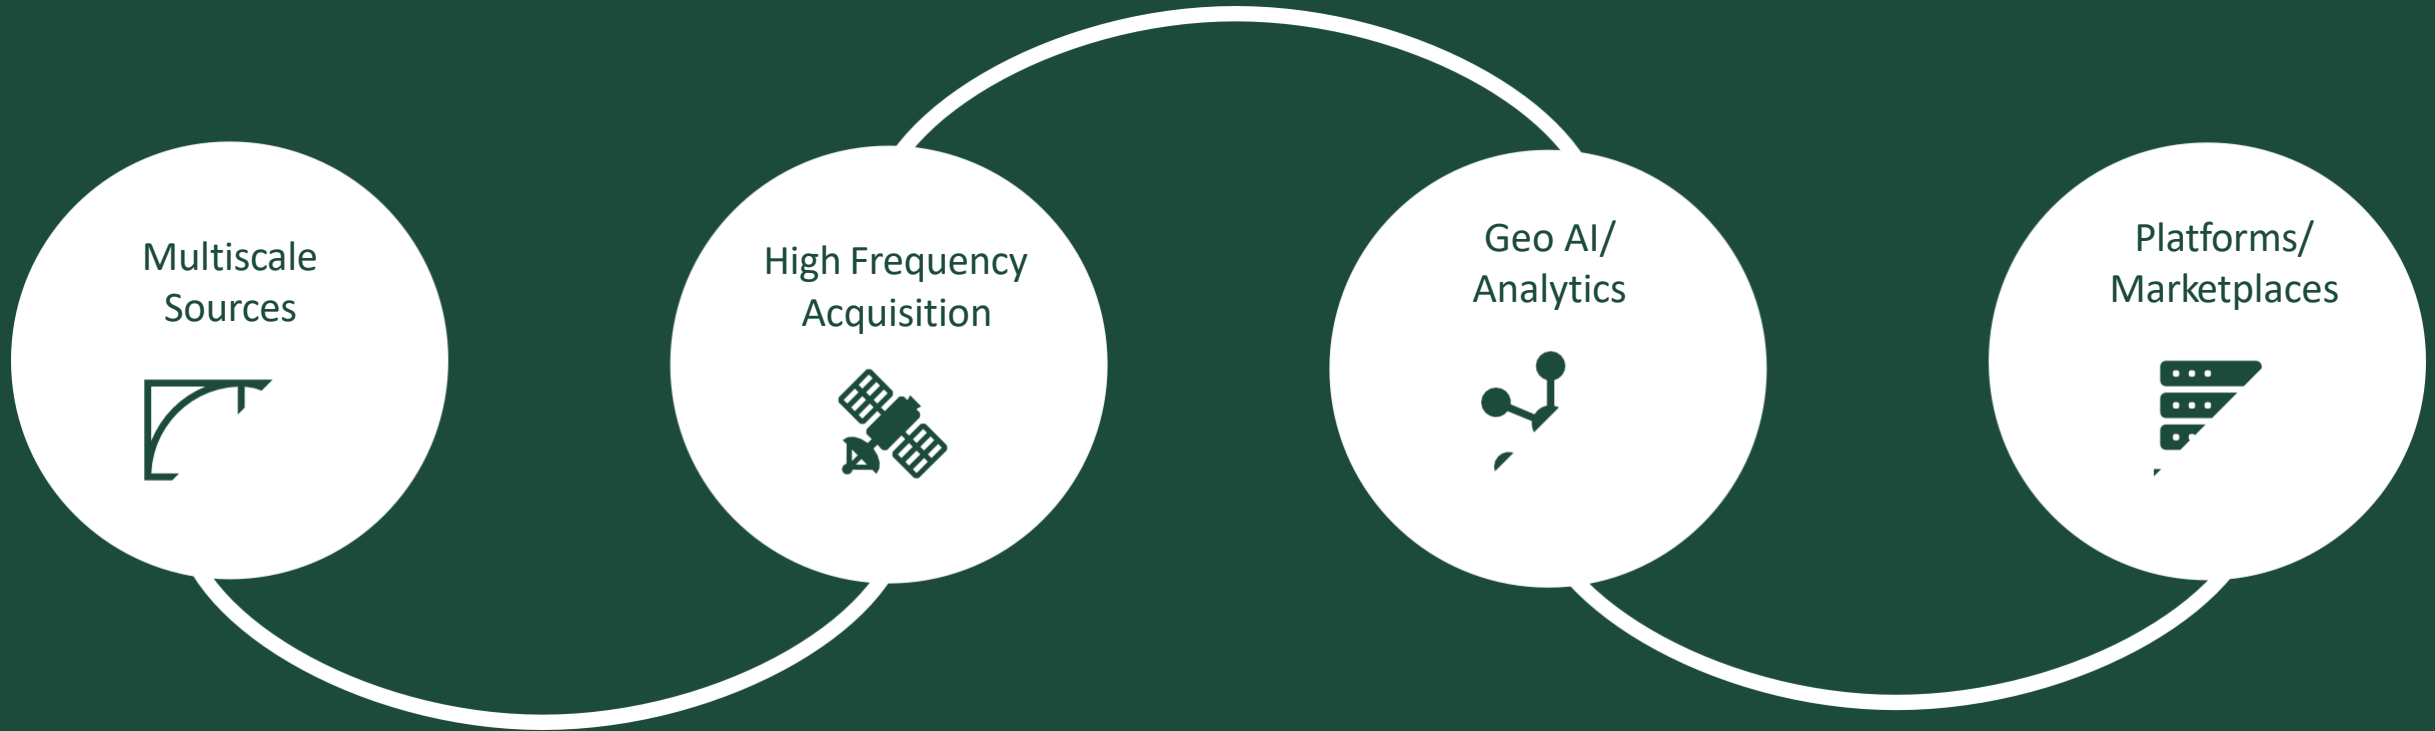 Multiscale
Sources
High Frequency
Acquisition
Geo AI/
Analytics
Platforms/
Marketplaces